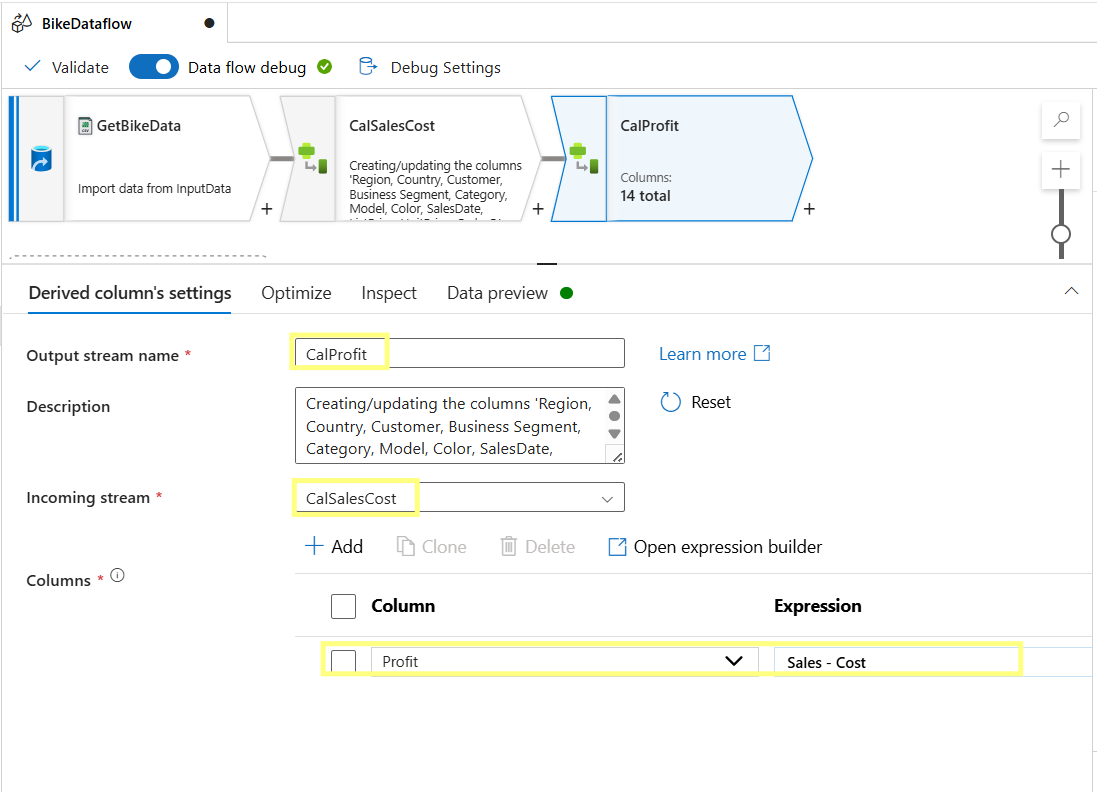 BikeDataflow
Validate
Data flow debug
Debug Settings
GetBikeData
Import data from InputData
CalSalesCost
Creating/updating the columns
'Region, Country, Customer,
Business Segment, Category,
Model, Color, SalesDate,
+
+
CalProfit
Columns:
14 total
+
Derived column's settings
Optimize
Inspect
Data preview
Output stream name *
CalProfit
Learn more
Description
Creating/updating the columns 'Region,
Country, Customer, Business Segment,
Category, Model, Color, SalesDate,
Reset
Incoming stream *
CalSalesCost
Add
Clone
Delete
Open expression builder
Columns *
Column
Expression
Profit
Sales - Cost